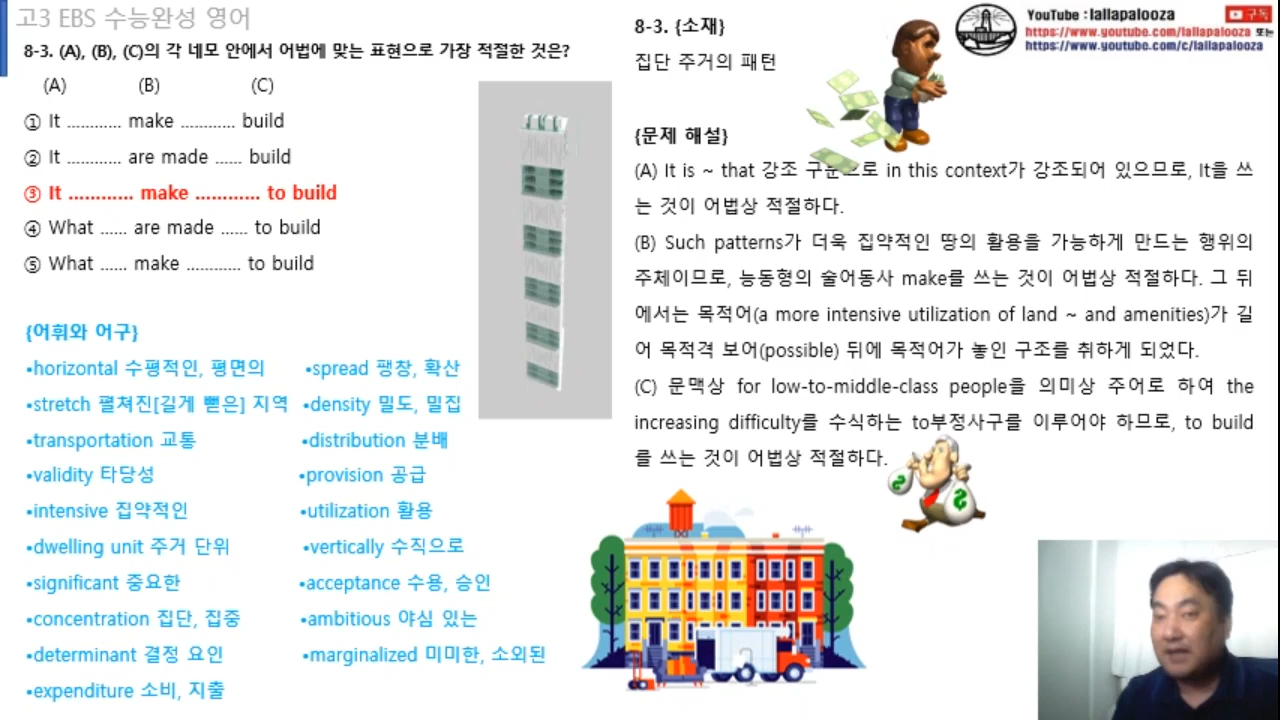 고3 EBS 수능완성 영어
8-3. (A), (B), (C)의 각 네모 안에서 어법에 맞는 표현으로 가장 적절한 것은?
(A) (B) (C)
① It ............ make ............ build
② It ............ are made ...... build
③ It ............ make ............ to build
④ What ...... are made ...... to build
⑤ What ...... make ............ to build
{어휘와 어구}
•horizontal 수평적인, 평면의 •spread 팽창, 확산
•stretch 펼쳐진[길게 뻗은] 지역 •density 밀도, 밀집
•transportation 교통 •distribution 분배
•validity 타당성 •provision 공급
•intensive 집약적인 •utilization 활용
•dwelling unit 주거 단위 •vertically 수직으로
•significant 중요한 •acceptance 수용, 승인
•concentration 집단, 집중 •ambitious 야심 있는
•determinant 결정 요인 •marginalized 미미한, 소외된
•expenditure 소비, 지출
8-3. {소재}
집단 주거의 패턴
{문제 해설}
(A) It is ~ that 강조 구문으로 in this context가 강조되어 있으므로, It을 쓰
는 것이 어법상 적절하다.
(B) Such patterns가 더욱 집약적인 땅의 활용을 가능하게 만드는 행위의
주체이므로, 능동형의 술어동사 make를 쓰는 것이 어법상 적절하다. 그 뒤
에서는 목적어(a more intensive utilization of land ~ and amenities)가 길
어 목적격 보어(possible) 뒤에 목적어가 놓인 구조를 취하게 되었다.
(C) 문맥상 for low-to-middle-class people을 의미상 주어로 하여 the
increasing difficulty를 수식하는 to부정사구를 이루어야 하므로, to build
를 쓰는 것이 어법상 적절하다.
YouTube : lallapalooza 구독
https://www.youtube.com/lallapalooza 또는
https://www.youtube.com/c/lallapalooza